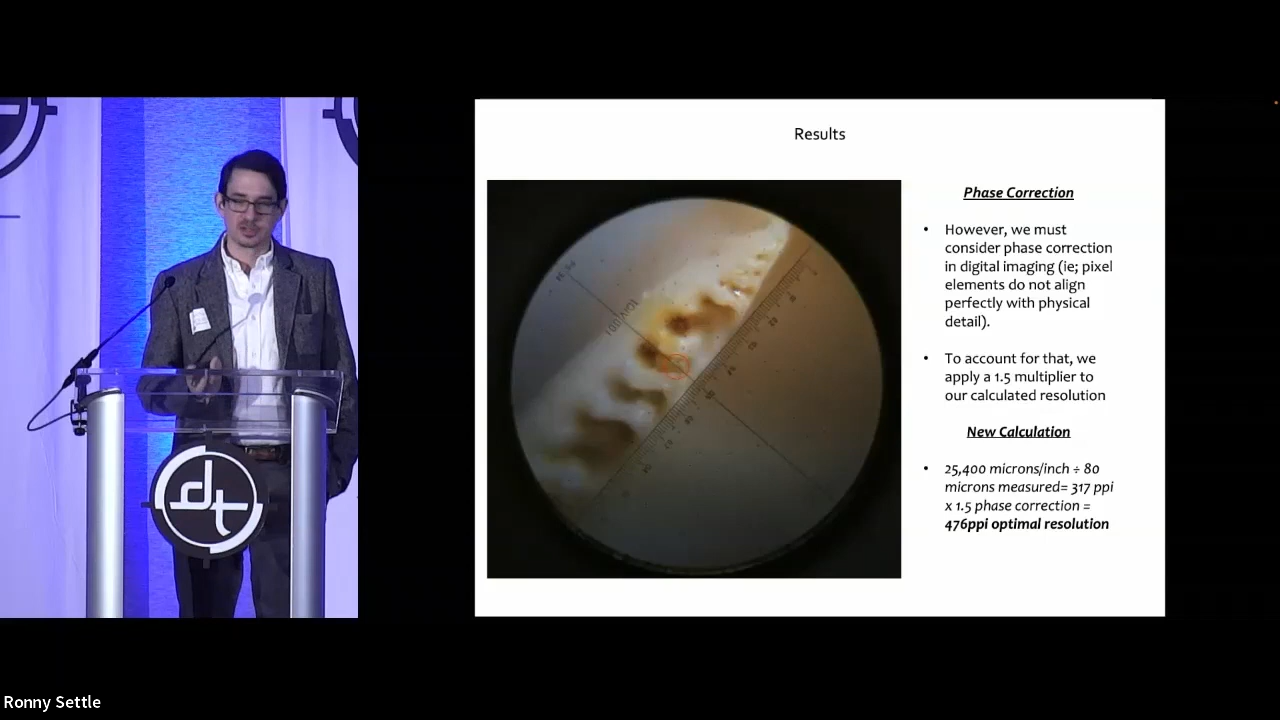 Results
Phase Correction
• However, we must
consider phase correction
in digital imaging (ie; pixel
elements do not align
perfectly with physical
detail).
• To account for that, we
apply a 1.5 multiplier to
our calculated resolution
New Calculation
• 25,400 microns/inch ÷ 80
microns measured= 317 ppi
x 1.5 phase correction =
476ppi optimal resolution
dt
Ronny Settle